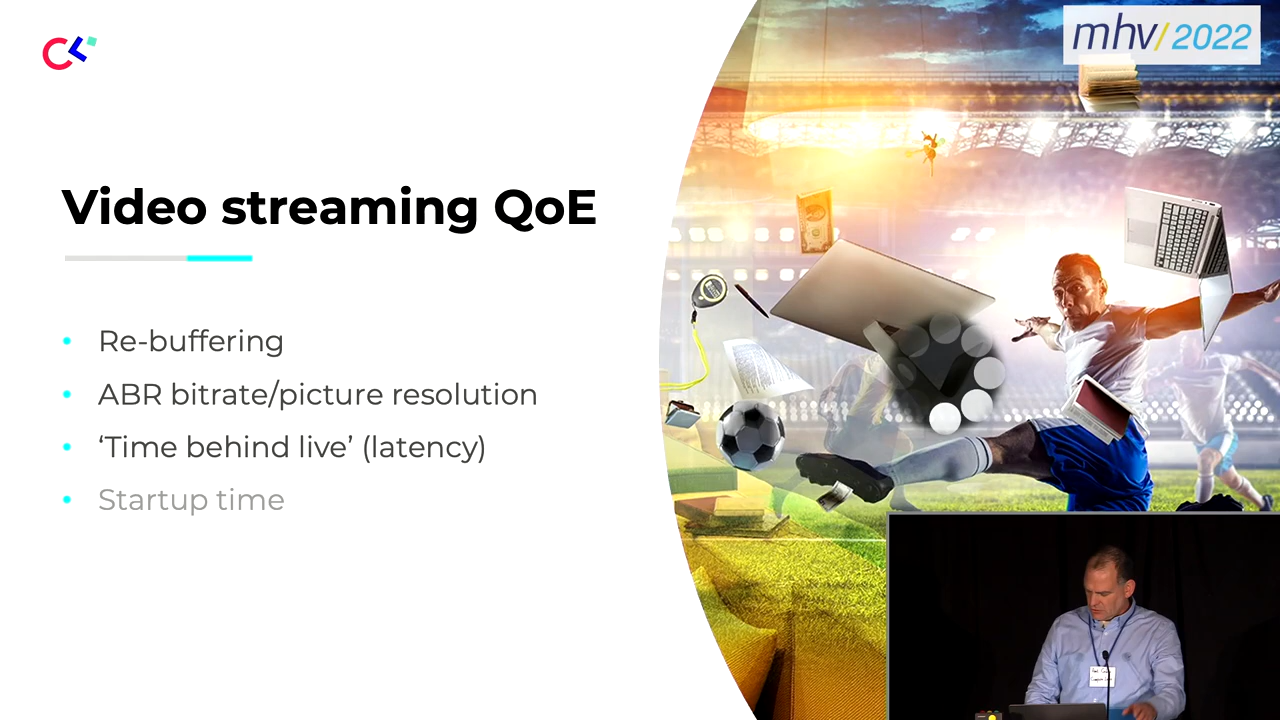 mhv/2022
Video streaming QoE
Re-buffering
ABR bitrate/picture resolution
‘Time behind live’ (latency)
Startup time